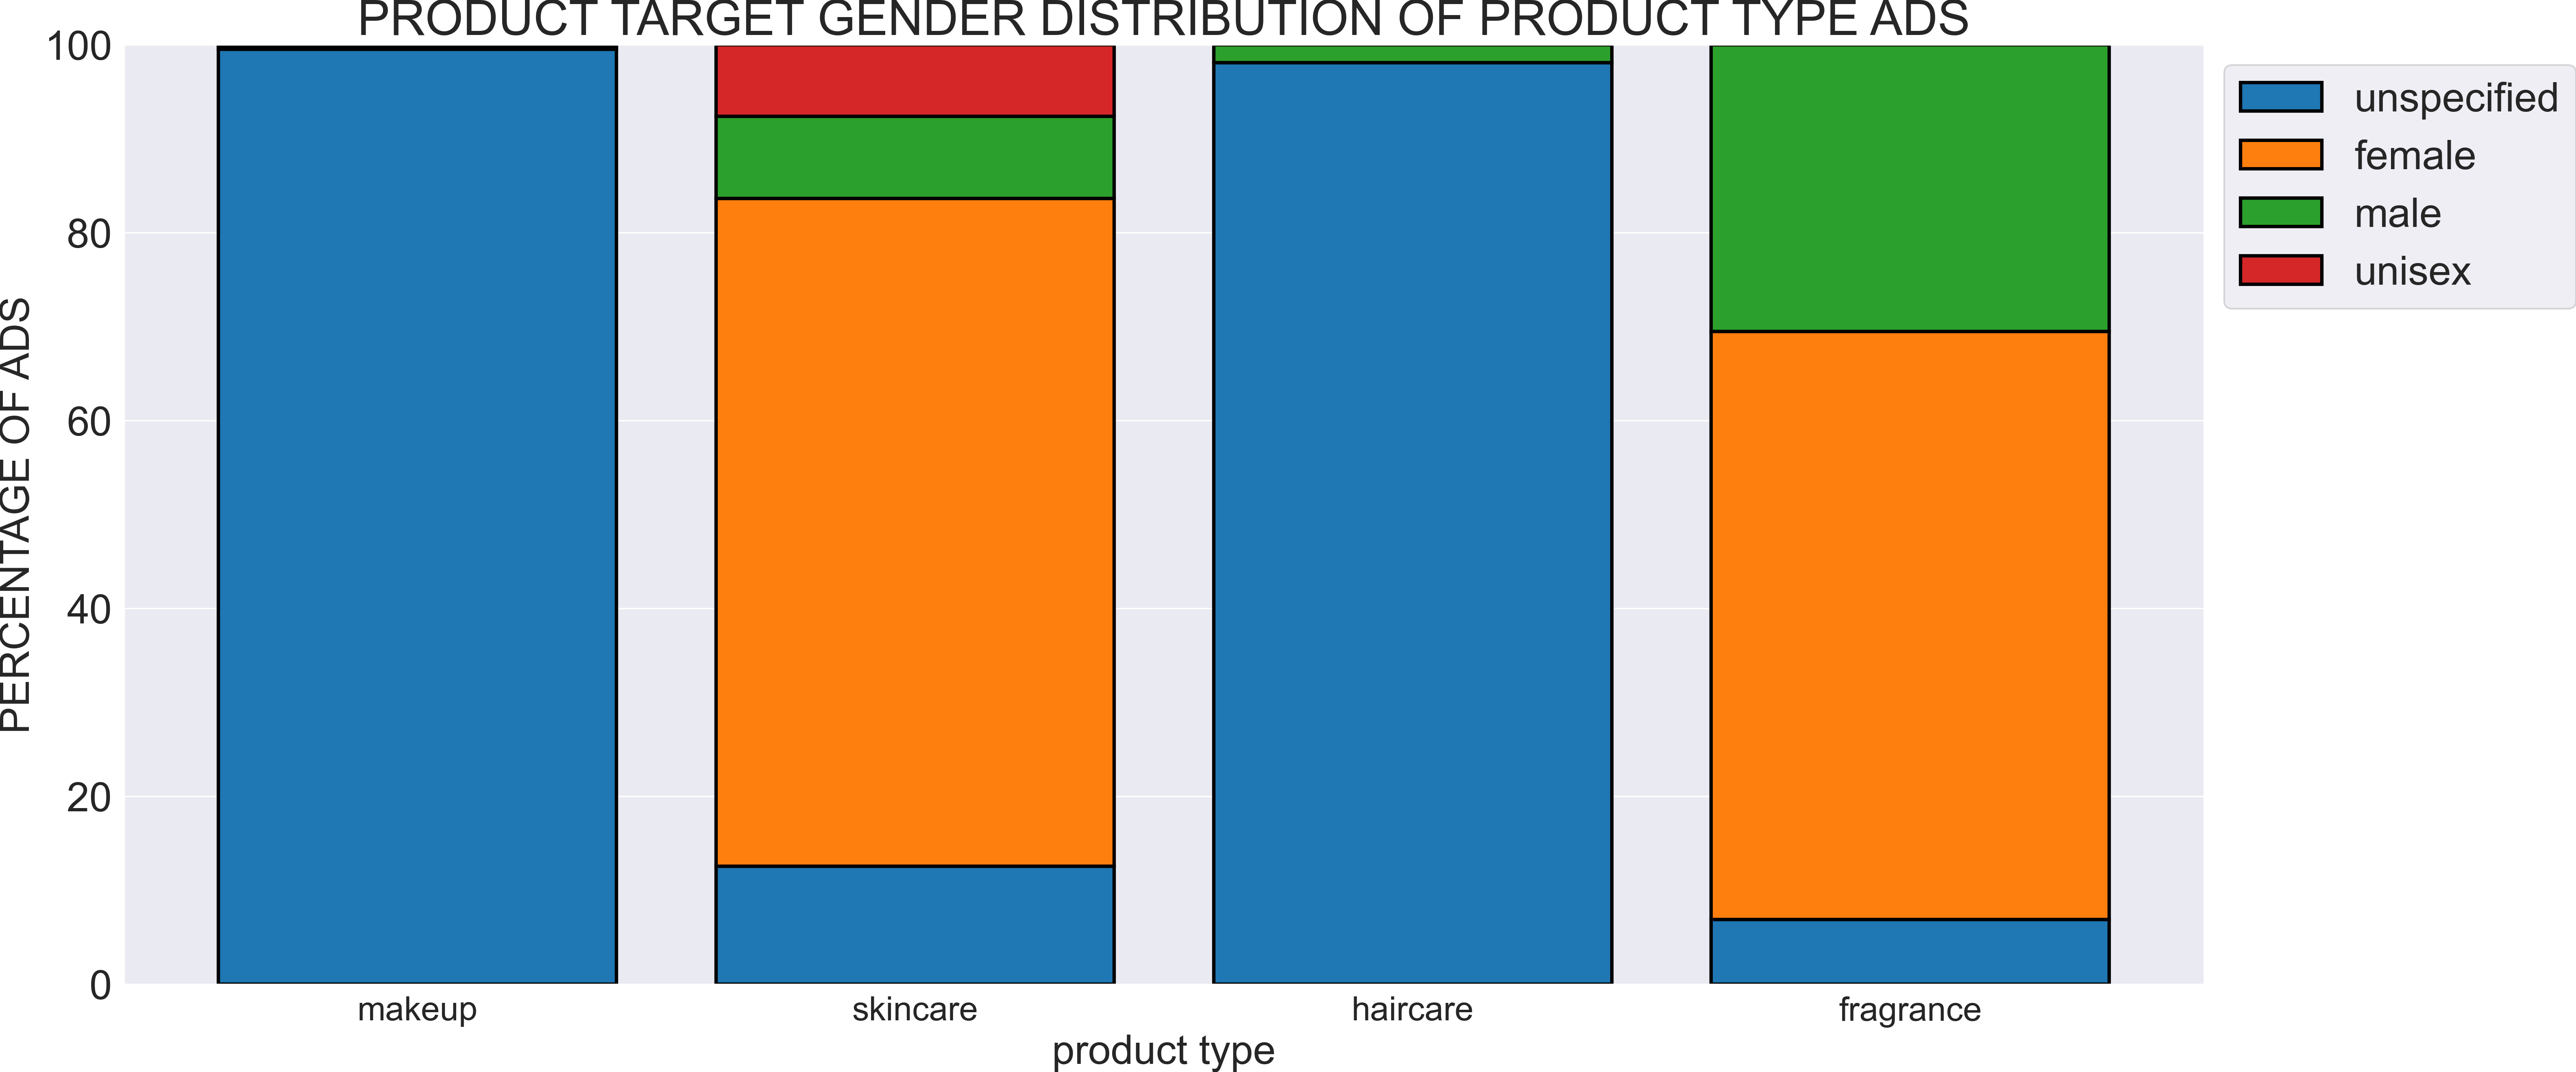 PRODUCT TARGET GENDER DISTRIBUTION OF PRODUCT TYPE ADS
PERCENTAGE OF ADS
100
80
60
40
20
0
makeup
skincare
haircare
fragrance
product type
unspecified
female
male
unisex